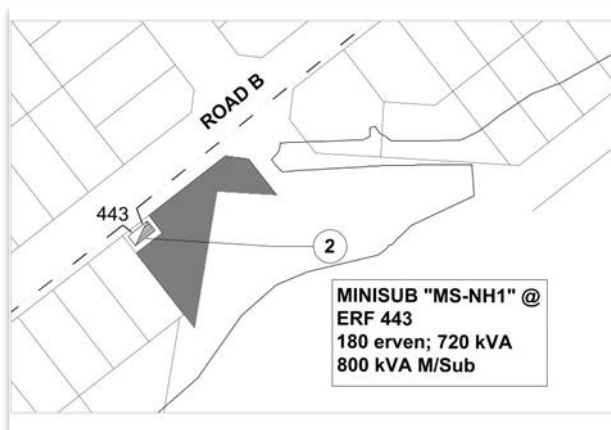 ROAD B
443
2
MINISUB "MS-NH1" @
ERF 443
180 erven; 720 kVA
800 kVA M/Sub